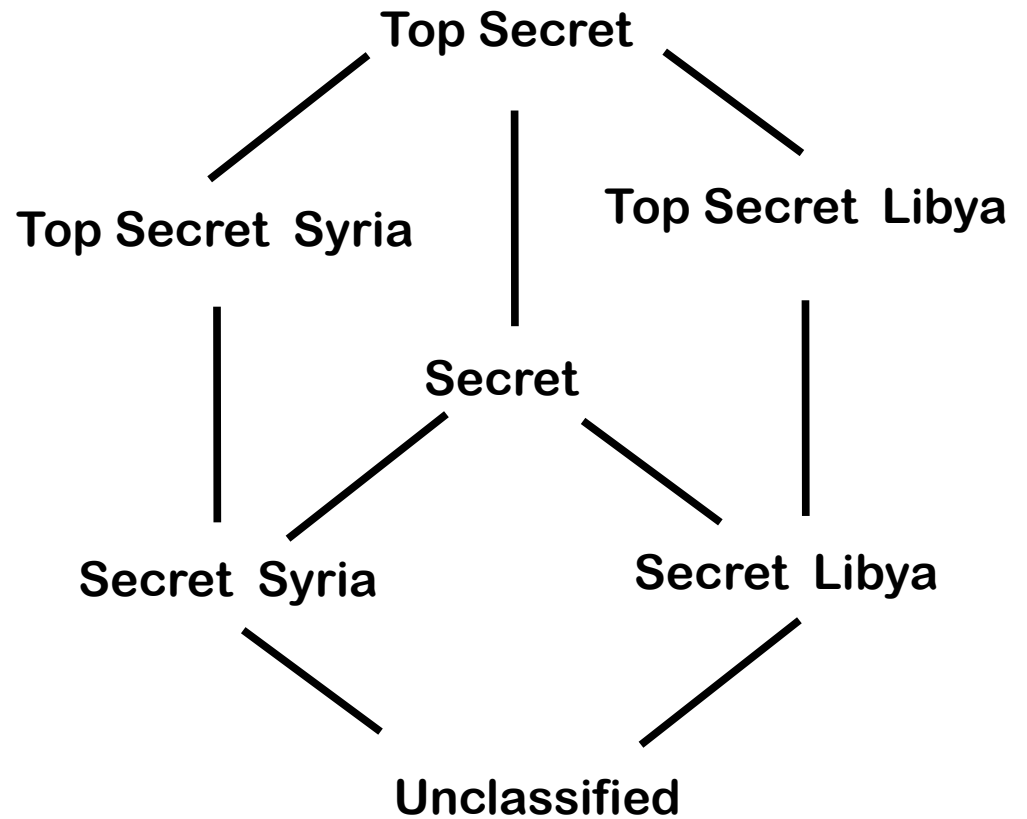 Top Secret
Top Secret Syria
Top Secret Libya
Secret
Secret Syria
Secret Libya
Unclassified